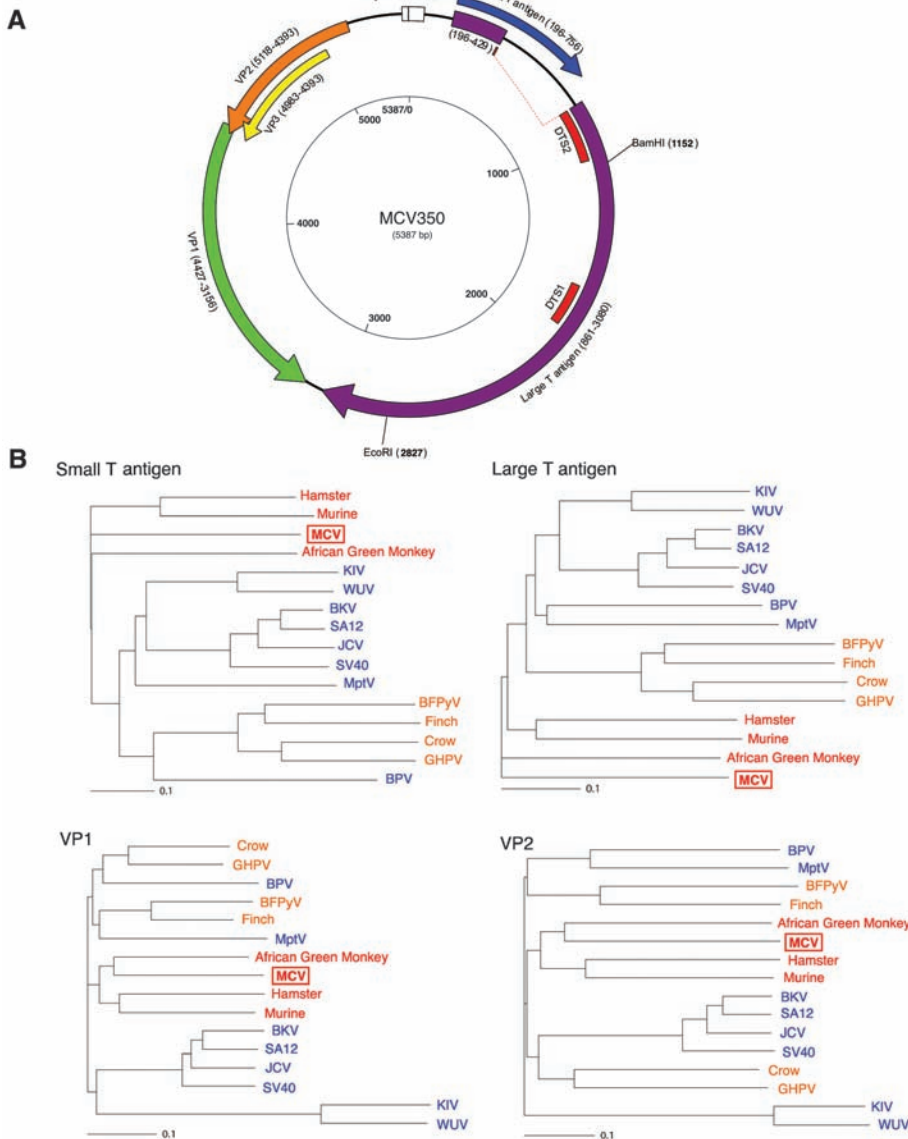 A
antigen (196-756)
(196-429)
VP2 (5118-4393)
VP3 (4983-4393)
5387/0
5000
1000
DTS2
BamHI (1152)
4000
MCV350
(5387 bp)
VP1 (4427-3156)
2000
DTS1
3000
Large T antigen (861-3080)
EcoRI (2827)
B
Small T antigen
Hamster
Murine
MCV
African Green Monkey
KIV
WUV
BKV
SA12
JCV
SV40
MptV
BFPyV
Finch
Crow
GHPV
BPV
0.1
Large T antigen
KIV
WUV
BKV
SA12
JCV
SV40
BPV
MptV
BFPyV
Finch
Crow
GHPV
Hamster
Murine
African Green Monkey
MCV
0.1
VP1
Crow
GHPV
BPV
BFPyV
Finch
MptV
African Green Monkey
MCV
Hamster
Murine
BKV
SA12
JCV
SV40
KIV
WUV
0.1
VP2
BPV
MptV
BFPyV
Finch
African Green Monkey
MCV
Hamster
Murine
BKV
SA12
JCV
SV40
Crow
GHPV
KIV
WUV
0.1